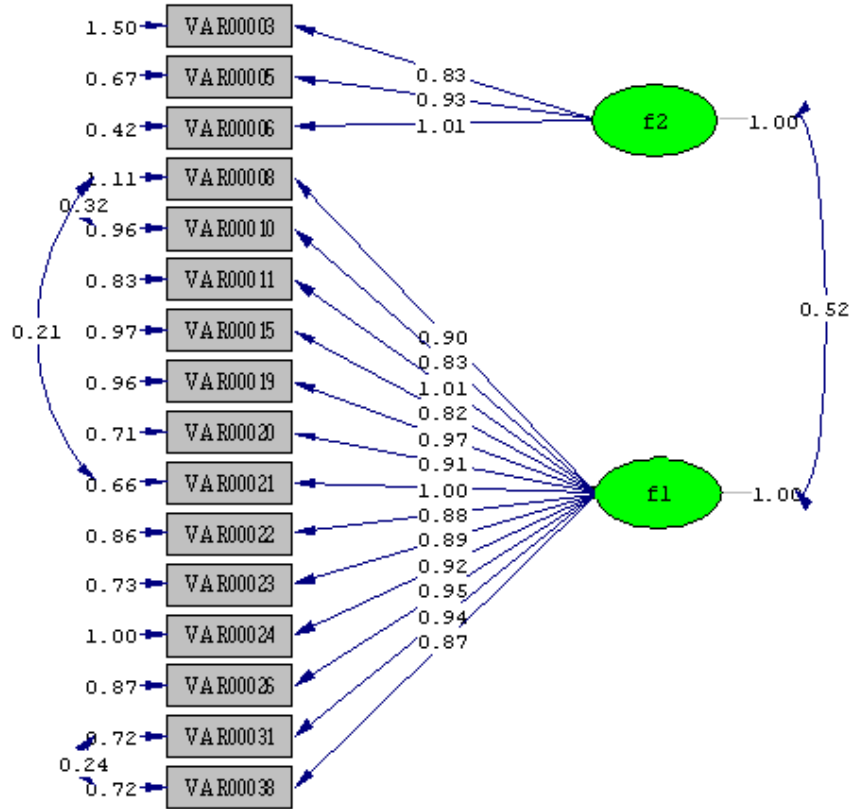 1.50 VAR00003
0.83
0.67 VAR00005
0.93
0.42 VAR00006
1.01
f2
1.00
1.11 VAR00008
0.32
0.96 VAR00010
0.83 VAR00011
0.52
0.21
0.97 VAR00015
0.90
0.83
0.96 VAR00019
1.01
0.82
0.71 VAR00020
0.97
0.91
0.66 VAR00021
1.00
f1
1.00
0.88
0.86 VAR00022
0.89
0.92
0.73 VAR00023
0.95
0.94
1.00 VAR00024
0.87
0.87 VAR00026
0.72 VAR00031
0.24
0.72 VAR00038